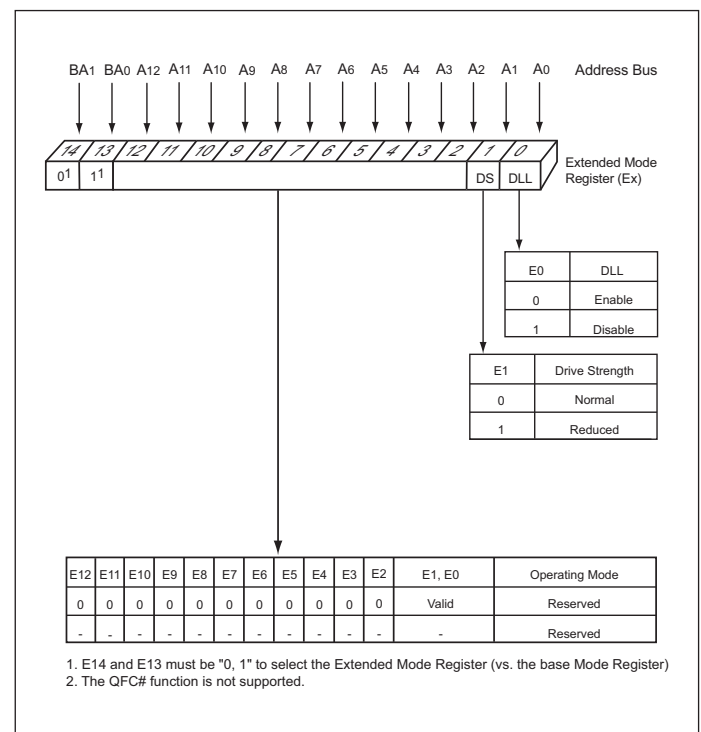 BA1 BA0 A12 A11 A10 A9 A8 A7 A6 A5 A4 A3 A2 A1 A0 Address Bus
14 13 12 11 10 9 8 7 6 5 4 3 2 1 0
01 11 DS DLL
Extended Mode
Register (Ex)
E0 DLL
0 Enable
1 Disable
E1 Drive Strength
0 Normal
1 Reduced
E12 E11 E10 E9 E8 E7 E6 E5 E4 E3 E2 E1, E0 Operating Mode
0 0 0 0 0 0 0 0 0 0 0 Valid Reserved
- - - - - - - - - - - - Reserved
1. E14 and E13 must be "0, 1" to select the Extended Mode Register (vs. the base Mode Register)
2. The QFC# function is not supported.